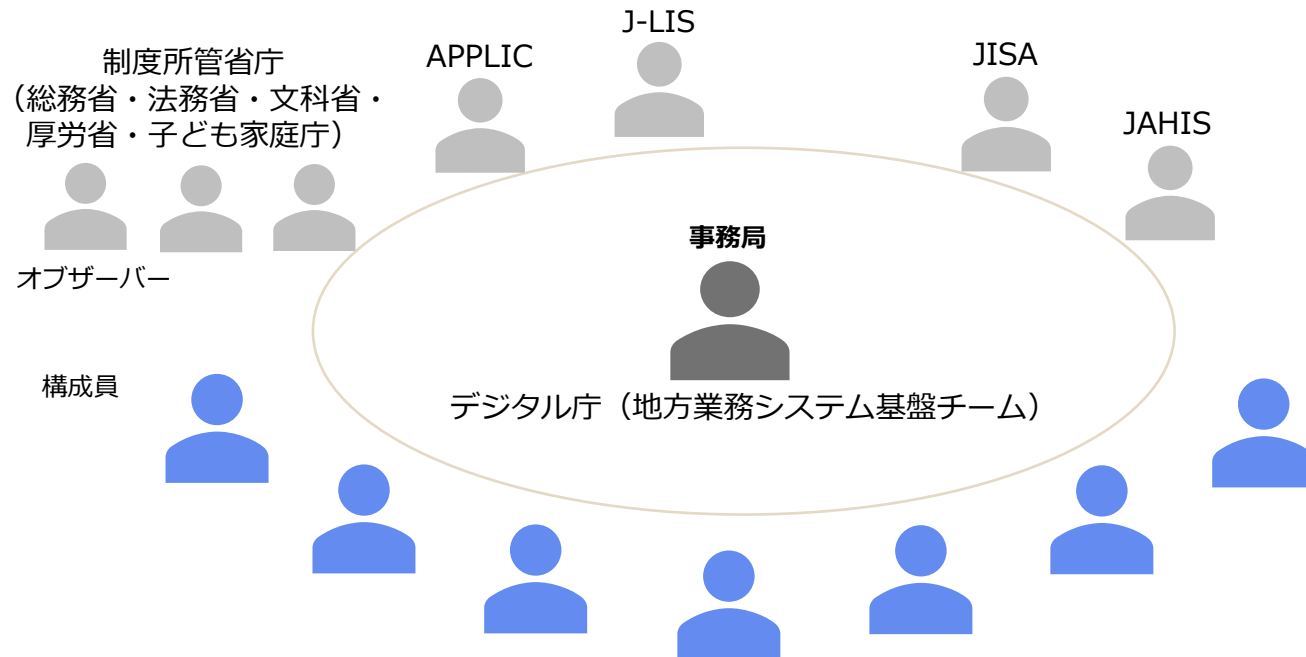 制度所管省庁
（総務省・法務省・文科省・
厚労省・子ども家庭庁）
APPLIC
J-LIS
JISA
JAHIS
オブザーバー
事務局
デジタル庁（地方業務システム基盤チーム）
構成員